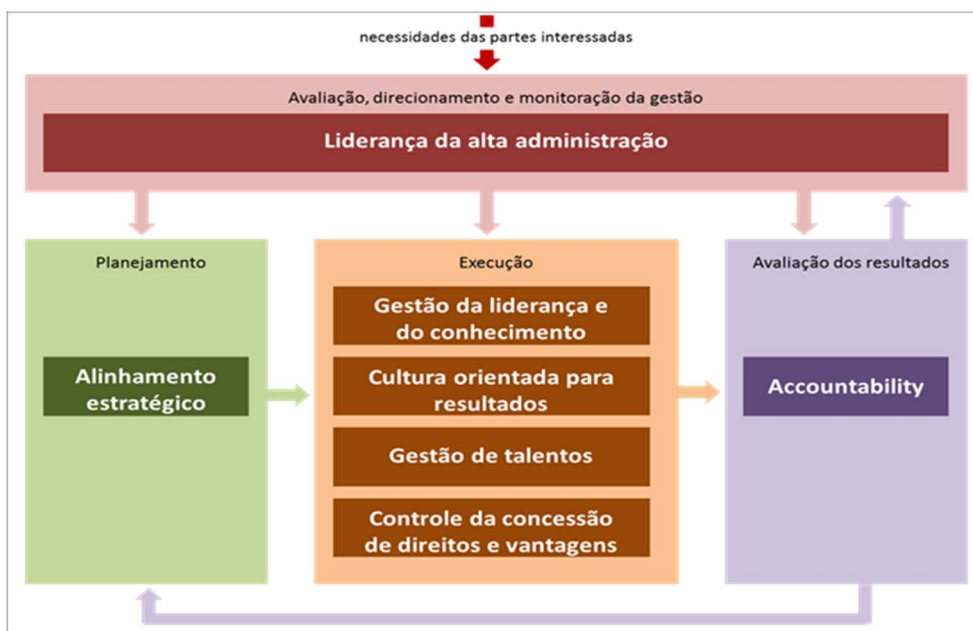 necessidades das partes interessadas
Avaliação, direcionamento e monitoração da gestão
Liderança da alta administração
Planejamento
Alinhamento
estratégico
Execução
Gestão da liderança e
do conhecimento
Cultura orientada para
resultados
Gestão de talentos
Controle da concessão
de direitos e vantagens
Avaliação dos resultados
Accountability